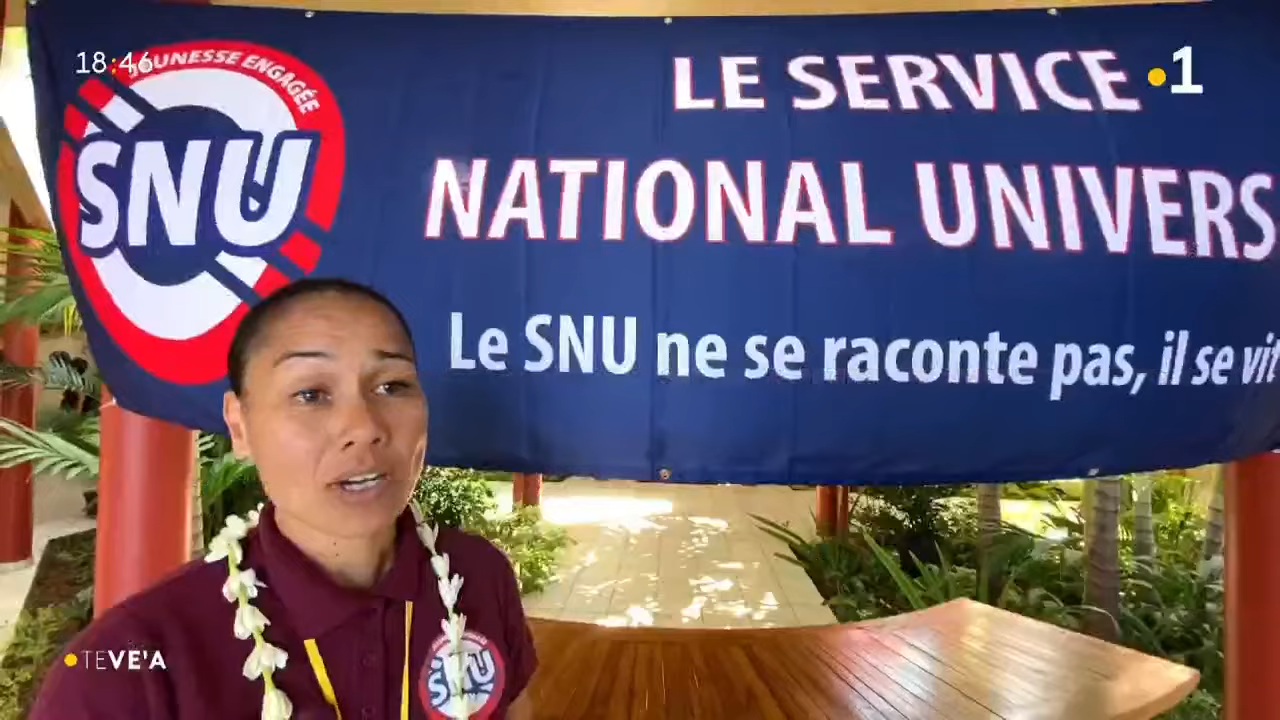 18:46
JEUNESSE ENGAGÉE
SNU
LE SERVICE
1
NATIONAL UNIVERS
Le SNU ne se raconte pas, il se vit
SNU
TEVE'A